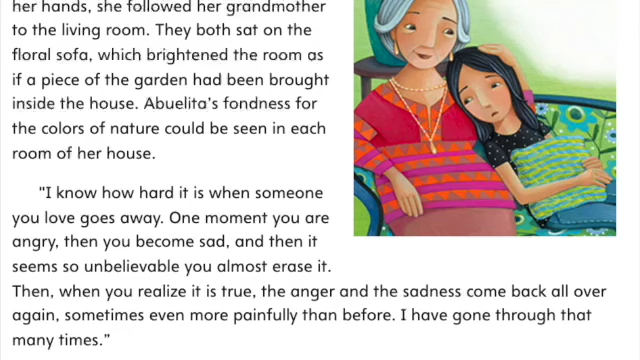 her hands, she followed her grandmother
to the living room. They both sat on the
floral sofa, which brightened the room as
if a piece of the garden had been brought
inside the house. Abuelita’s fondness for
the colors of nature could be seen in each
room of her house.
"I know how hard it is when someone
you love goes away. One moment you are
angry, then you become sad, and then it
seems so unbelievable you almost erase it.
Then, when you realize it is true, the anger and the sadness come back all over
again, sometimes even more painfully than before. I have gone through that
many times.”